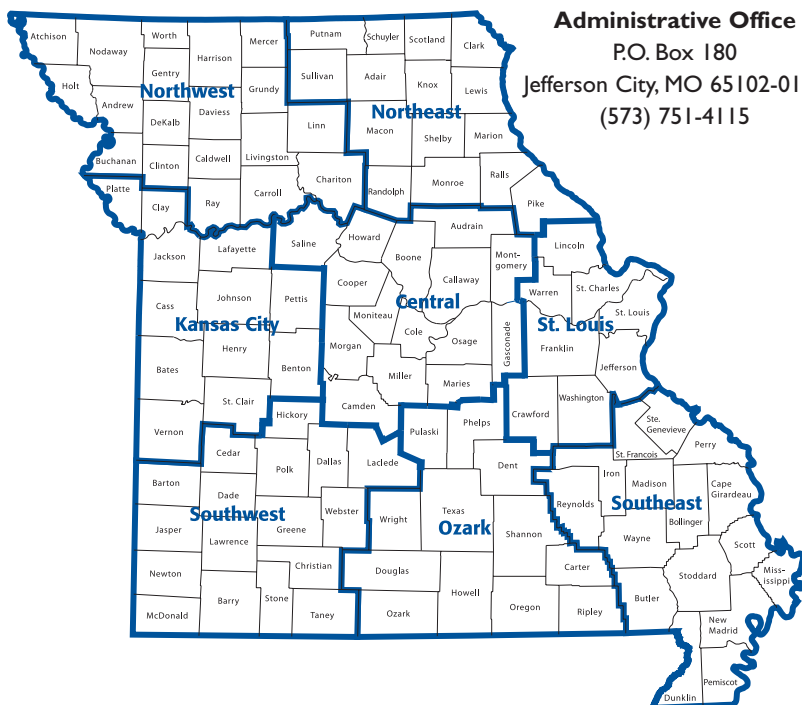 Administrative Office
P.O. Box 180
Jefferson City, MO 65102-01
(573) 751-4115
Atchison
Nodaway
Worth
Harrison
Mercer
Gentry
Holt
Northwest
Andrew
Grundy
DeKalb
Daviess
Linn
Buchanan
Clinton
Caldwell
Livingston
Chariton
Ray
Carroll
Putnam
Schuyler
Scotland
Clark
Sullivan
Adair
Knox
Lewis
Northeast
Macon
Shelby
Marion
Randolph
Monroe
Ralls
Pike
Platte
Clay
Jackson
Lafayette
Saline
Cass
Johnson
Pettis
Kansas City
Henry
Bates
Benton
St. Clair
Vernon
Howard
Boone
Audrain
Mont-
gomery
Cooper
Callaway
Central
Moniteau
Cole
Osage
Gasconade
Morgan
Miller
Maries
Camden
Lincoln
Warren
St. Charles
St. Louis
St. Louis
Franklin
Jefferson
Crawford
Washington
Hickory
Cedar
Polk
Dallas
Laclede
Barton
Dade
Southwest
Webster
Jasper
Lawrence
Greene
Newton
Christian
McDonald
Barry
Stone
Taney
Pulaski
Phelps
Dent
Texas
Wright
Ozark
Shannon
Douglas
Carter
Howell
Ozark
Oregon
Ripley
Ste.
Genevieve
Perry
St. Francois
Iron
Madison
Cape
Girardeau
Reynolds
Southeast
Bollinger
Wayne
Scott
Stoddard
Miss-
issippi
Butler
New
Madrid
Pemiscot
Dunklin